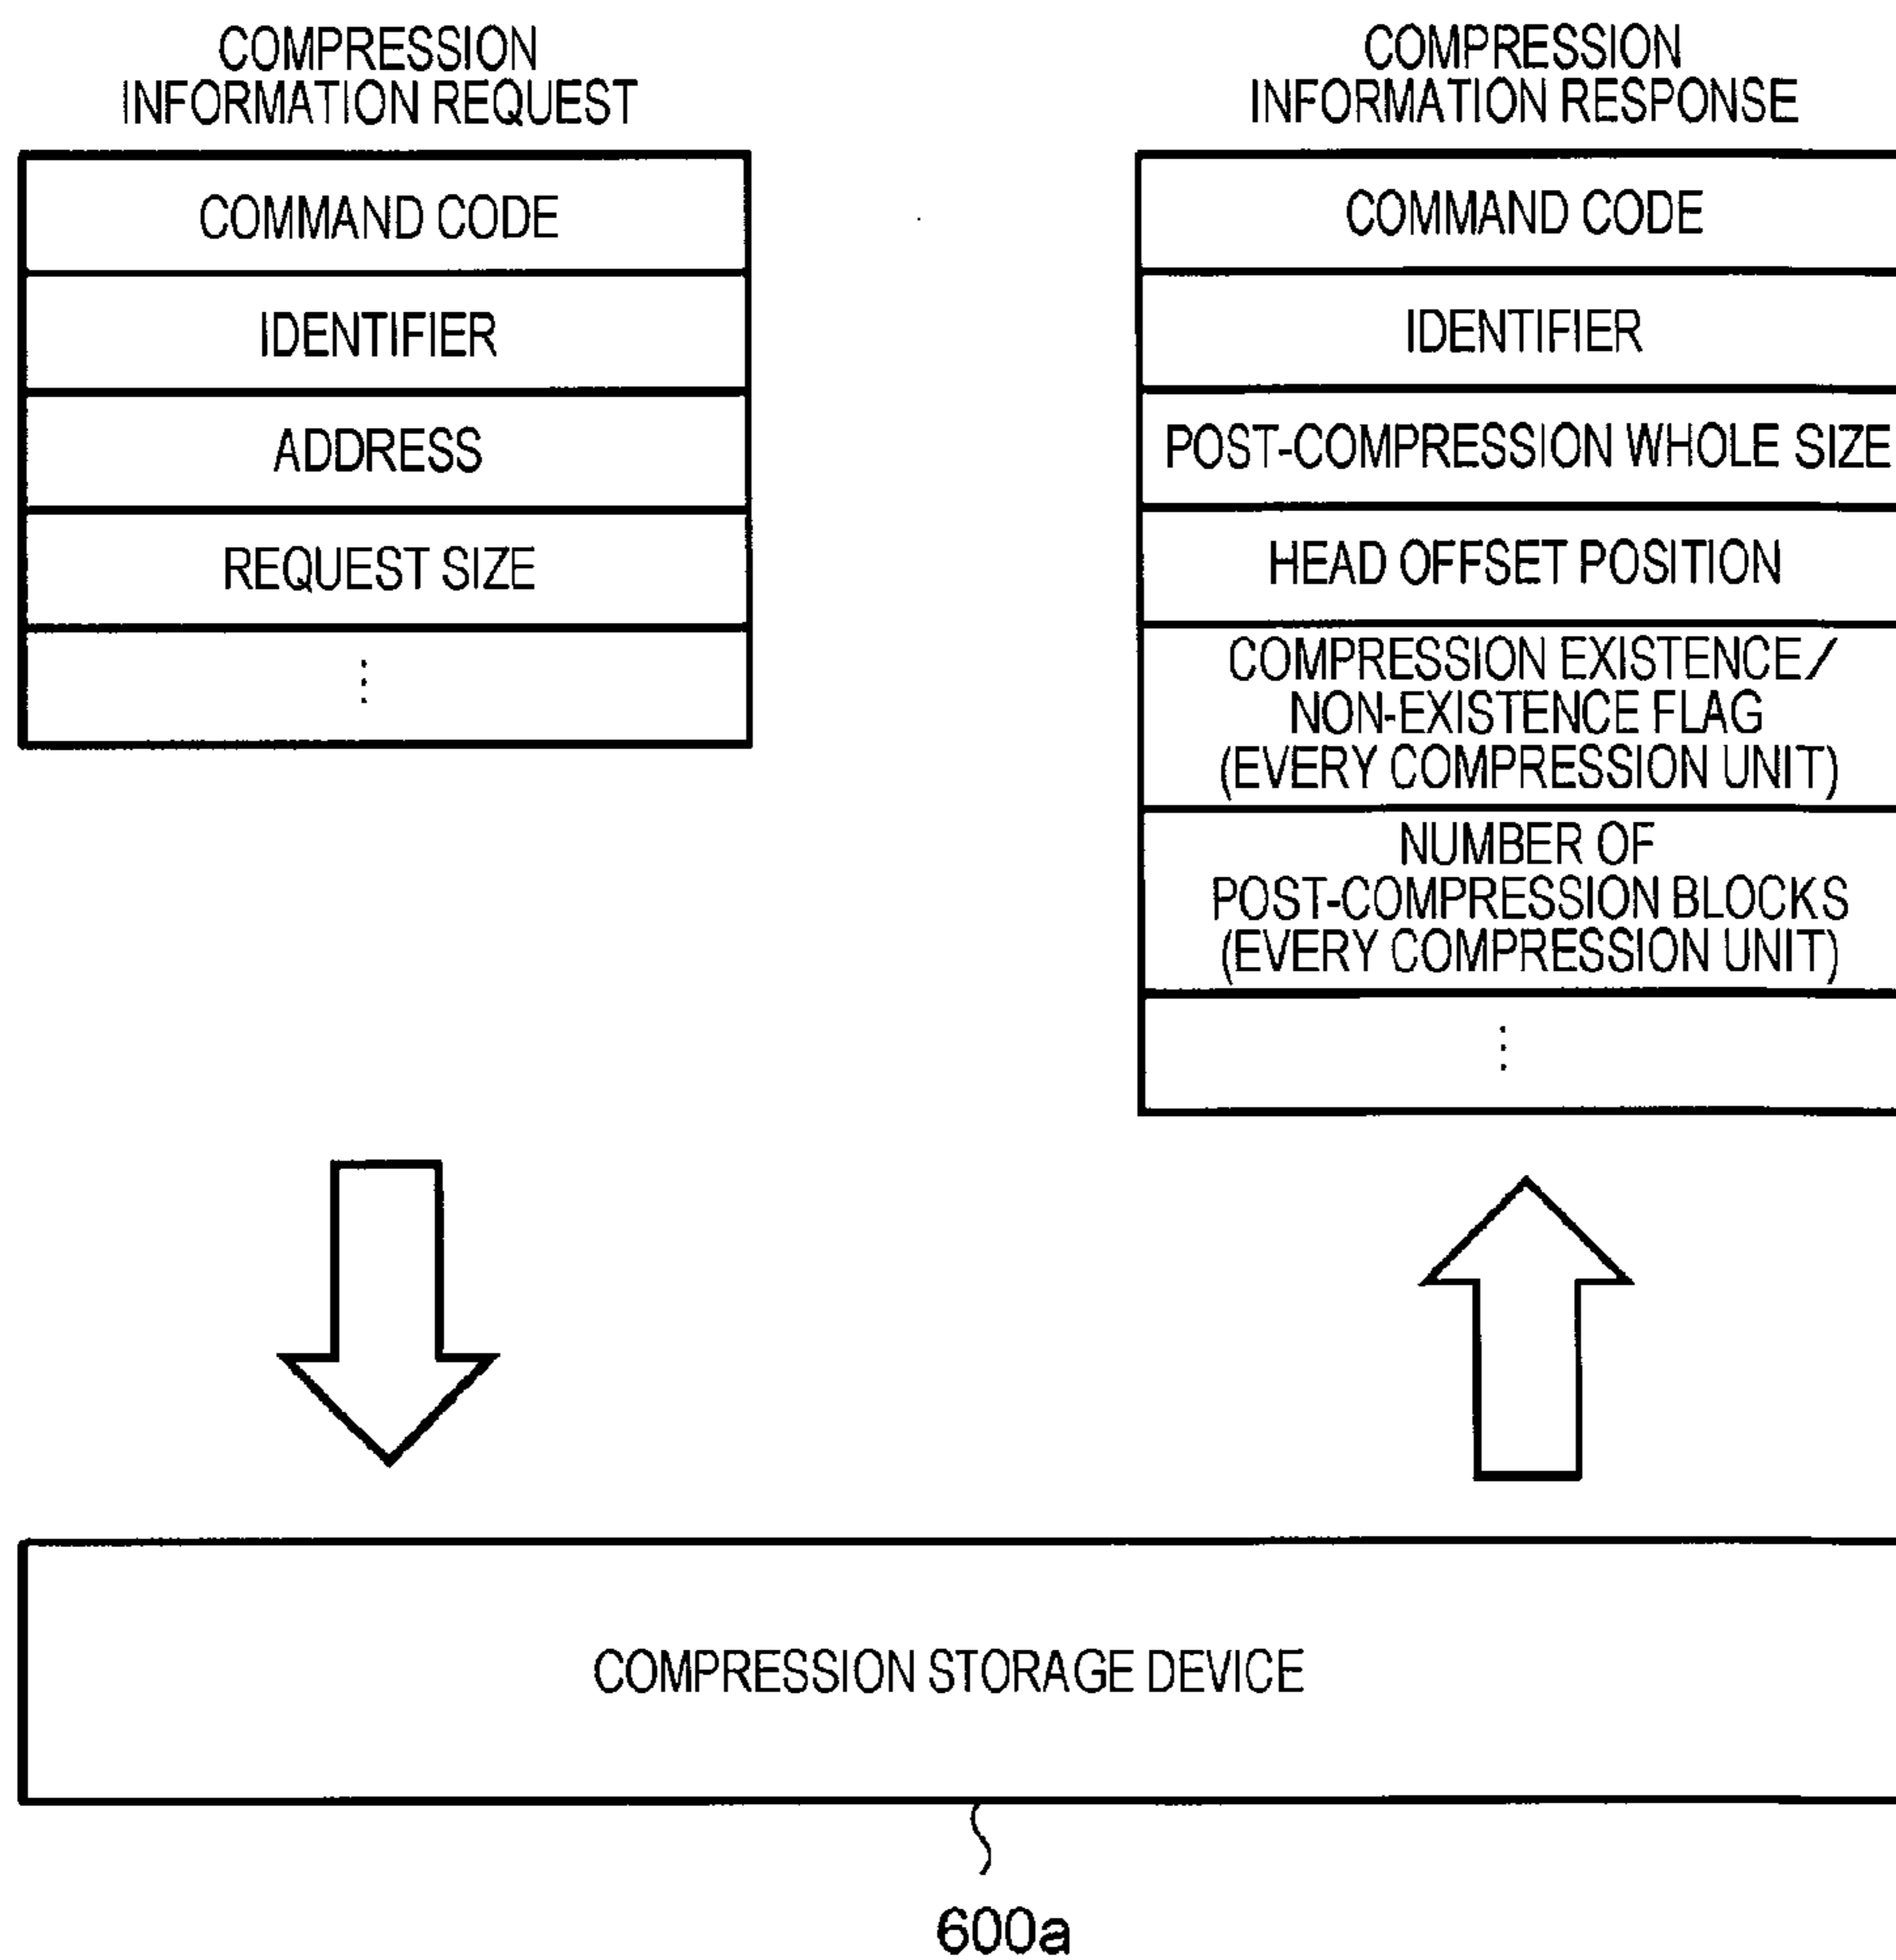 COMPRESSION
INFORMATION REQUEST
COMMAND CODE
IDENTIFIER
ADDRESS
REQUEST SIZE
⋮
COMPRESSION
INFORMATION RESPONSE
COMMAND CODE
IDENTIFIER
POST-COMPRESSION WHOLE SIZE
HEAD OFFSET POSITION
COMPRESSION EXISTENCE/
NON-EXISTENCE FLAG
(EVERY COMPRESSION UNIT)
NUMBER OF
POST-COMPRESSION BLOCKS
(EVERY COMPRESSION UNIT)
⋮
COMPRESSION STORAGE DEVICE
600a